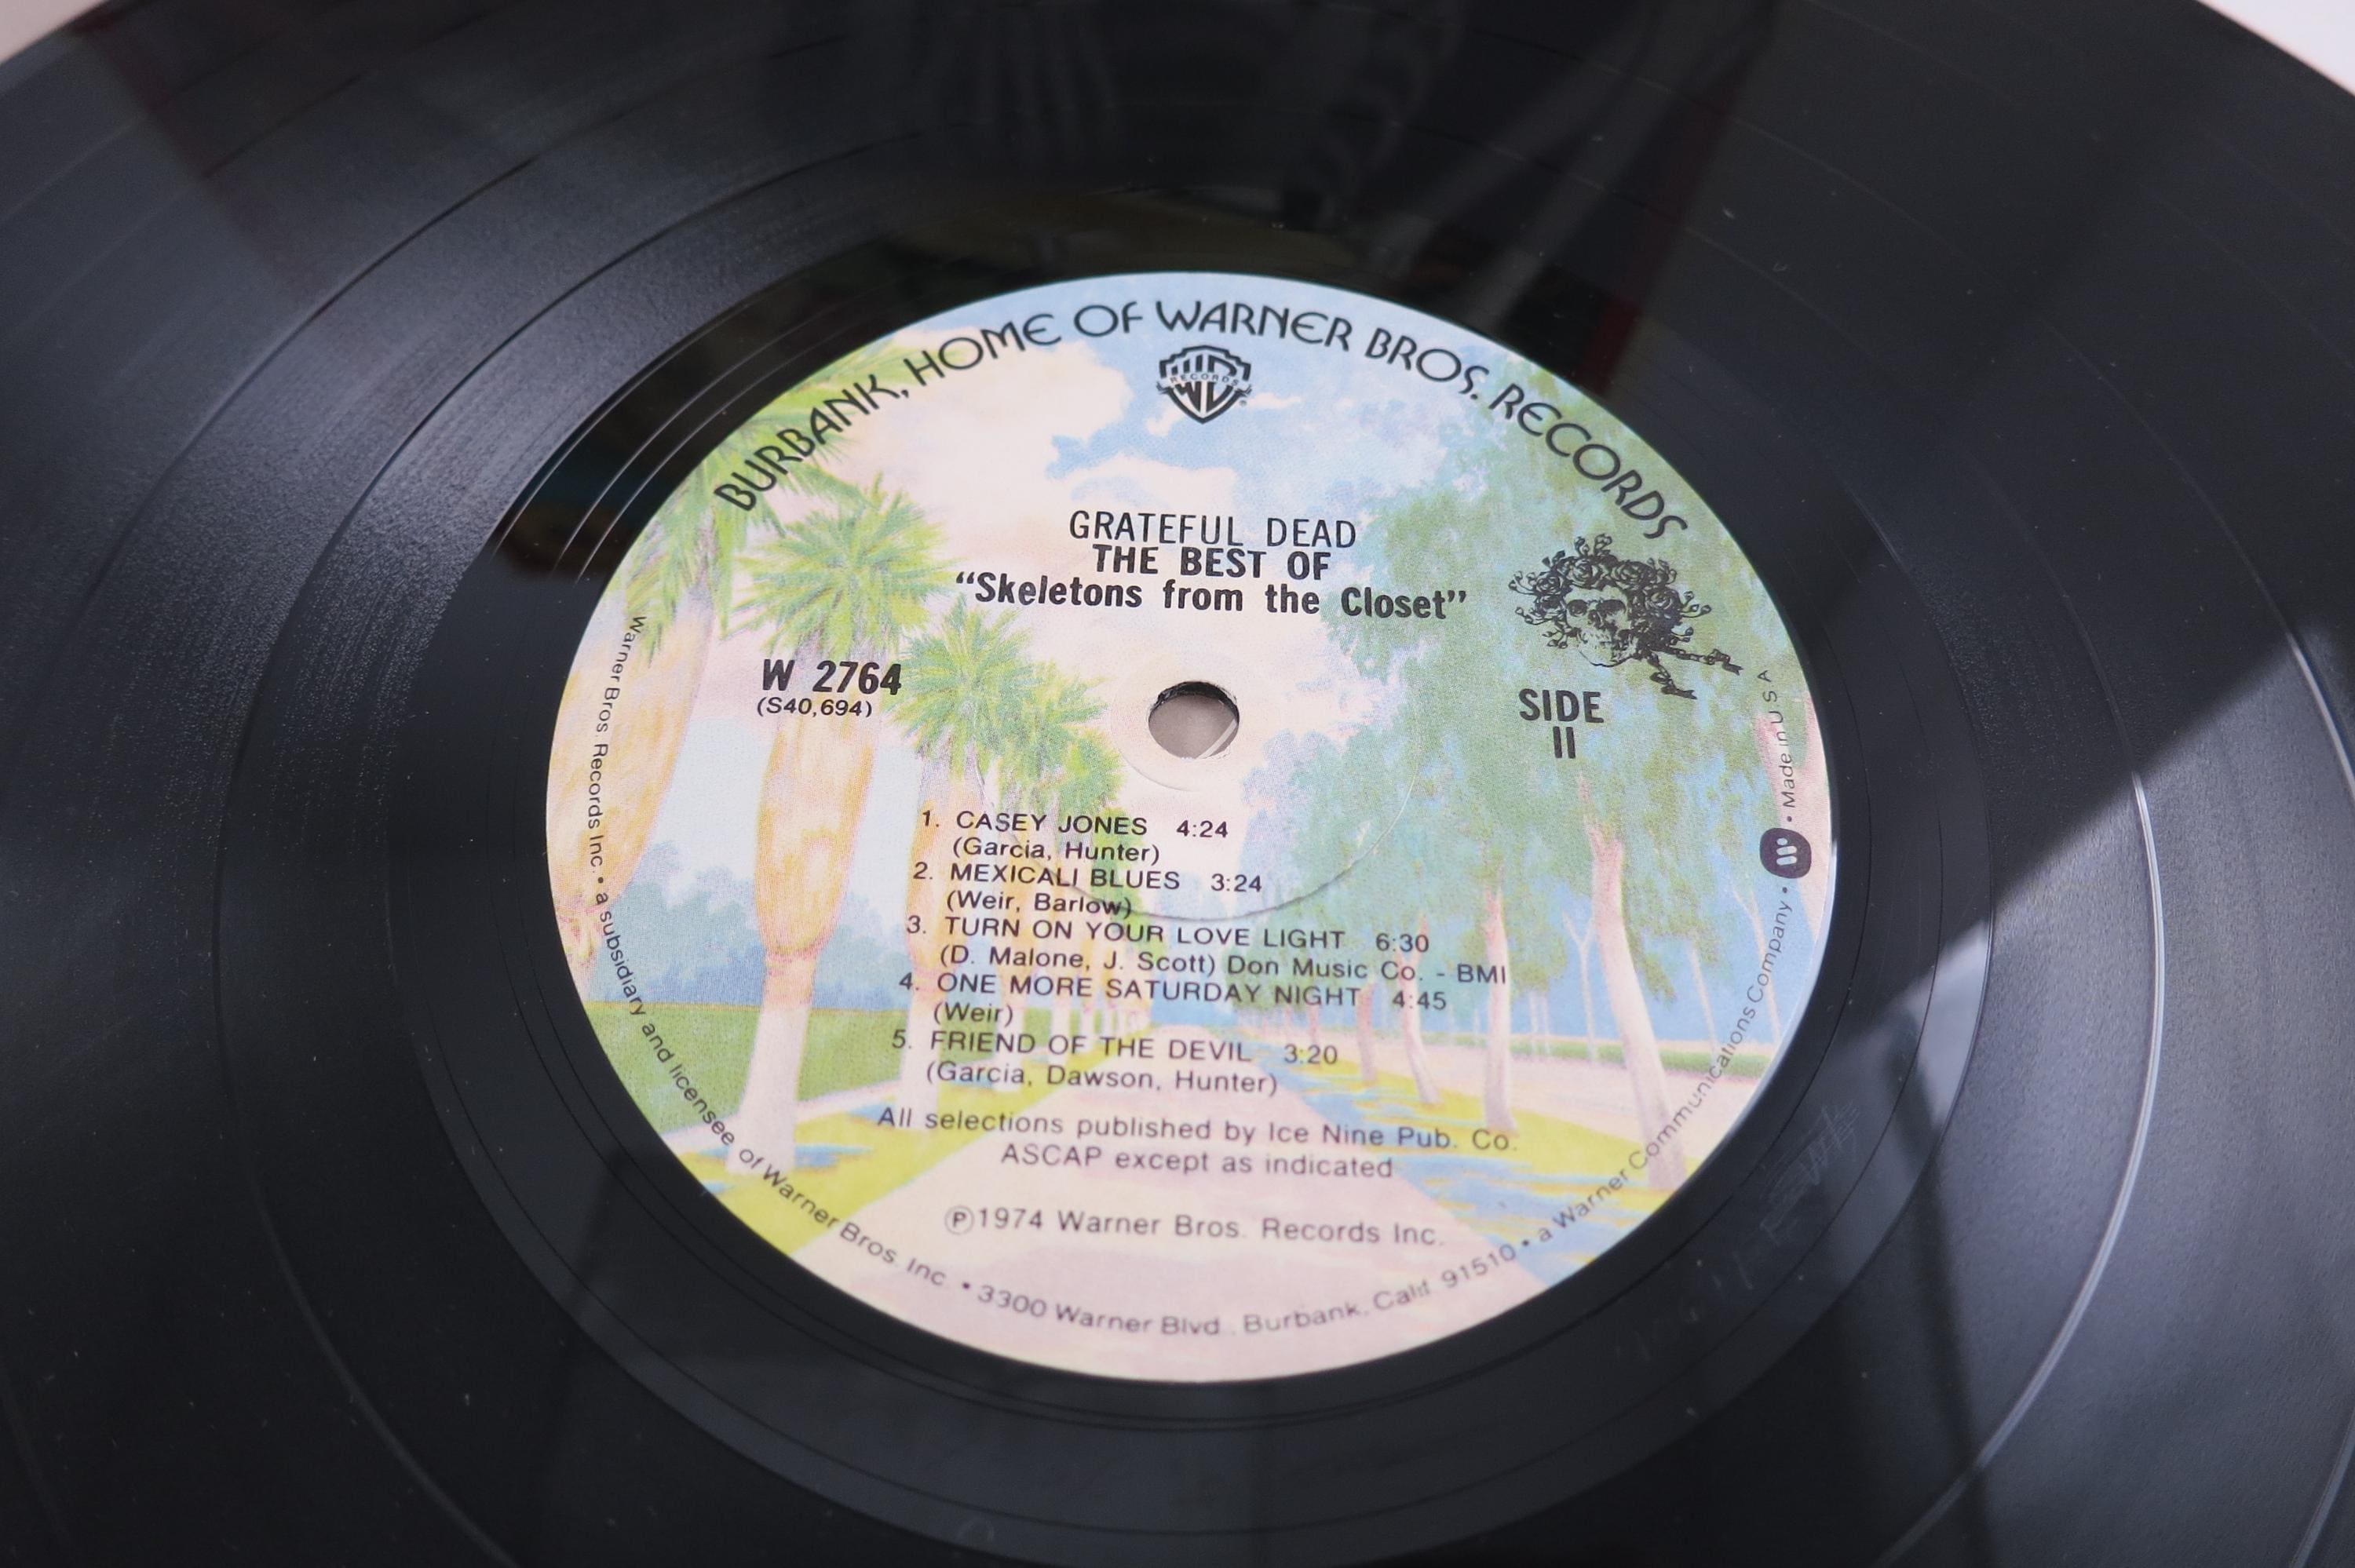 BURBANK, HOME OF WARNER BROS. RECORDS
RECORDS
GRATEFUL DEAD
THE BEST OF
“Skeletons from the Closet”
W 2764
(S40,694)
SIDE
II
1. CASEY JONES 4:24
(Garcia, Hunter)
2. MEXICALI BLUES 3:24
(Weir, Barlow)
3. TURN ON YOUR LOVE LIGHT 6:30
(D. Malone, J. Scott) Don Music Co. - BMI
4. ONE MORE SATURDAY NIGHT 4:45
(Weir)
5. FRIEND OF THE DEVIL 3:20
(Garcia, Dawson, Hunter)
All selections published by Ice Nine Pub. Co.
ASCAP except as indicated
Ⓟ1974 Warner Bros. Records Inc.
Warner Bros. Records Inc. • a subsidiary and licensee of Warner Bros. Inc. • 3300 Warner Blvd., Burbank, Calif. 91510 • a Warner Communications Company • W • Made in U S A